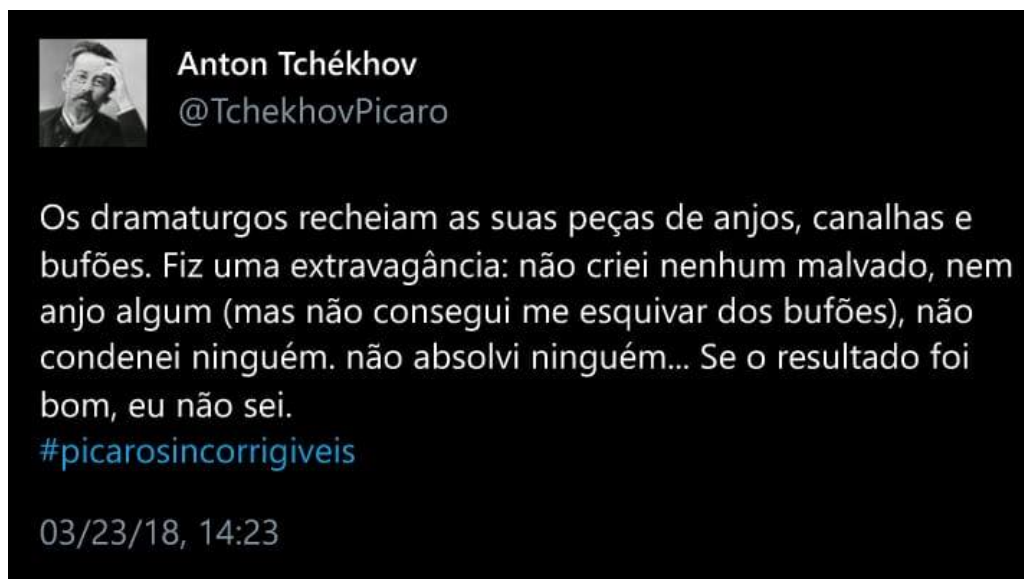 Anton Tchékhov
@TchekhovPicaro
Os dramaturgos recheiam as suas peças de anjos, canalhas e
bufões. Fiz uma extravagância: não criei nenhum malvado, nem
anjo algum (mas não consegui me esquivar dos bufões), não
condenei ninguém. não absolvi ninguém... Se o resultado foi
bom, eu não sei.
#picarosincorrigiveis
03/23/18, 14:23